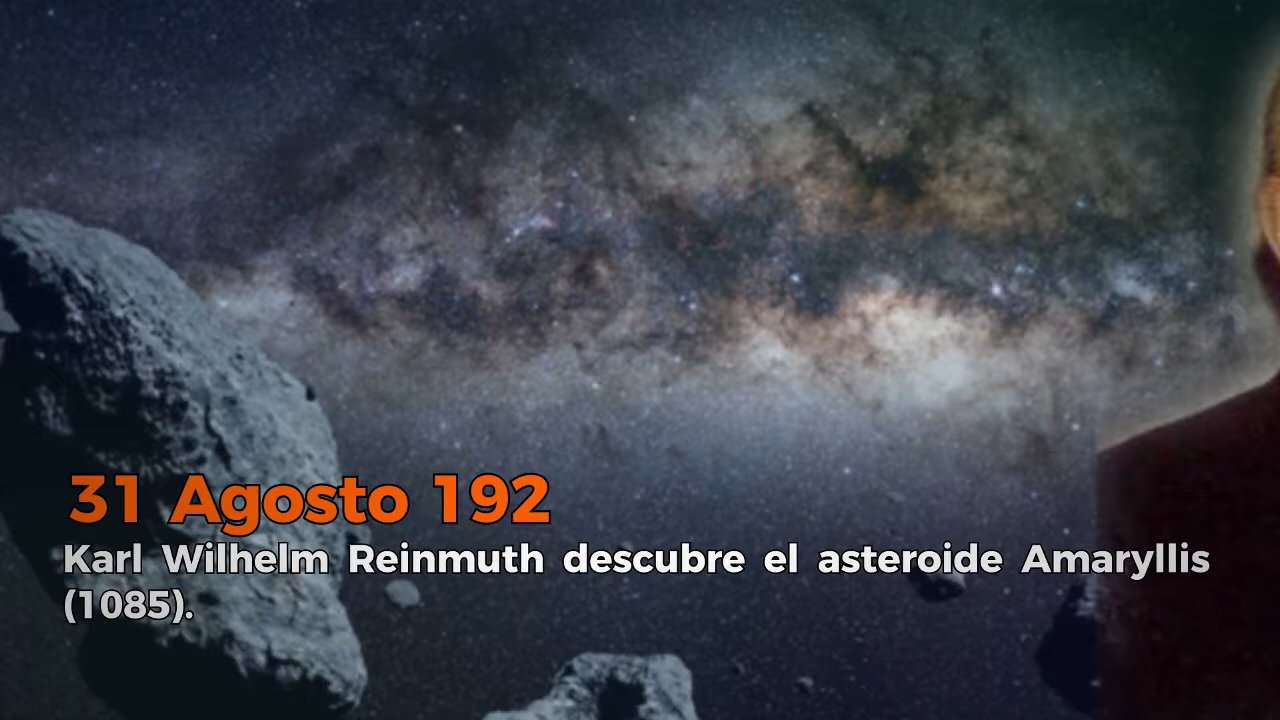 31 Agosto 192
Karl Wilhelm Reinmuth descubre el asteroide Amaryllis
(1085).